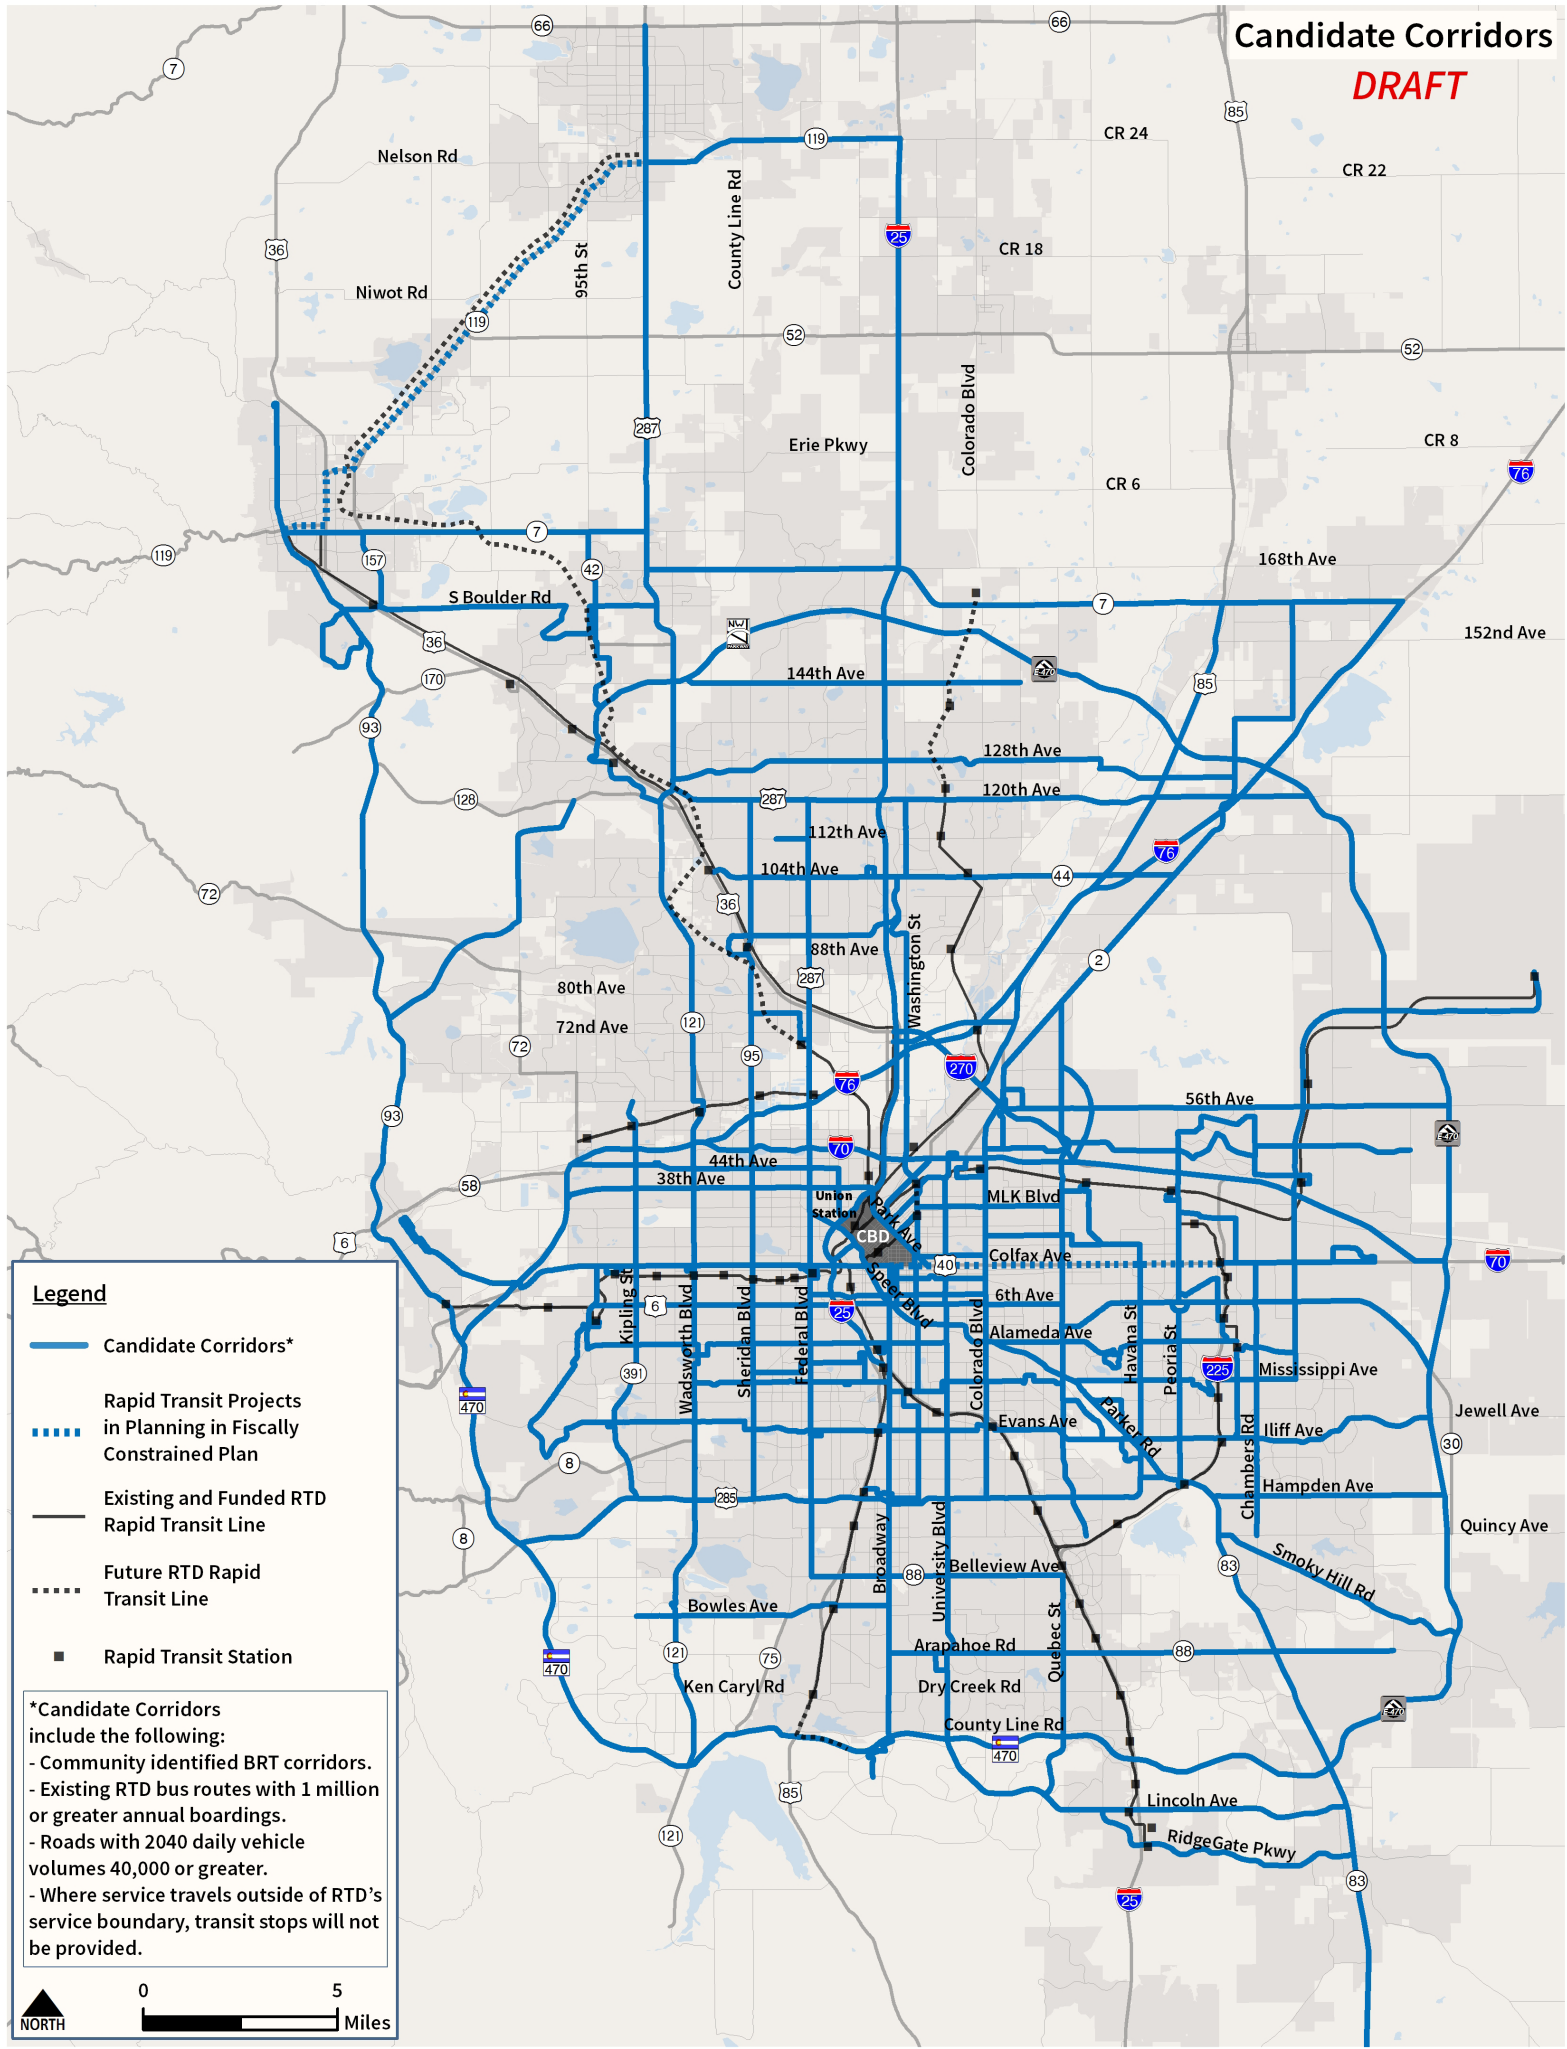 Candidate Corridors
DRAFT
66
66
7
85
CR 24
119
Nelson Rd
CR 22
County Line Rd
25
36
95th St
CR 18
Niwot Rd
119
52
52
287
Colorado Blvd
Erie Pkwy
CR 8
76
CR 6
7
119
157
42
168th Ave
S Boulder Rd
7
152nd Ave
NW
PARKWAY
36
E-470
170
144th Ave
85
93
128th Ave
120th Ave
128
287
112th Ave
76
104th Ave
44
72
36
Washington St
88th Ave
2
287
80th Ave
121
72nd Ave
72
95
270
76
56th Ave
93
E-470
70
44th Ave
38th Ave
58
Union
Station
MLK Blvd
Park Ave
6
CBD
Colfax Ave
40
70
Speer Blvd
6th Ave
6
25
Kipling St
Wadsworth Blvd
Sheridan Blvd
Federal Blvd
Colorado Blvd
Alameda Ave
Havana St
Peoria St
225
Mississippi Ave
391
470
Parker Rd
Jewell Ave
Evans Ave
Iliff Ave
Chambers Rd
30
8
285
Hampden Ave
8
Broadway
University Blvd
Quincy Ave
Belleview Ave
88
83
Smoky Hill Rd
Bowles Ave
Quebec St
Arapahoe Rd
88
121
75
470
Ken Caryl Rd
Dry Creek Rd
E-470
County Line Rd
470
85
Lincoln Ave
121
RidgeGate Pkwy
83
25
Legend
Candidate Corridors*
Rapid Transit Projects
in Planning in Fiscally
Constrained Plan
Existing and Funded RTD
Rapid Transit Line
Future RTD Rapid
Transit Line
Rapid Transit Station
*Candidate Corridors
include the following:
- Community identified BRT corridors.
- Existing RTD bus routes with 1 million
or greater annual boardings.
- Roads with 2040 daily vehicle
volumes 40,000 or greater.
- Where service travels outside of RTD's
service boundary, transit stops will not
be provided.
0 5
Miles
NORTH